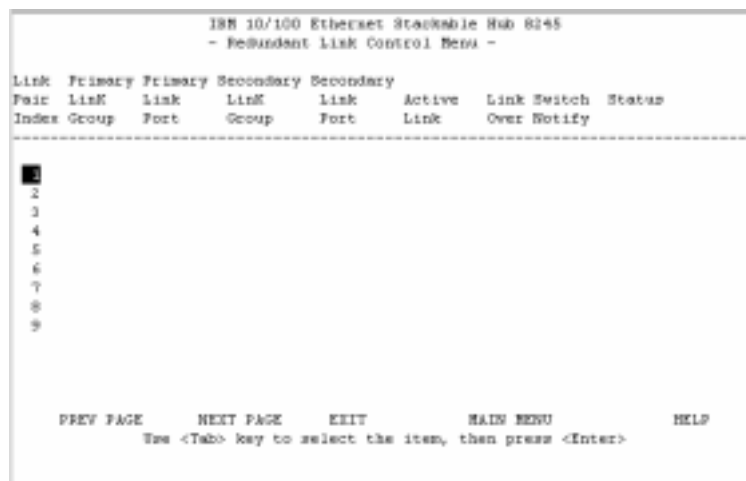 IBM 10/100 Ethernet Stackable Hub 8245
- Redundant Link Control Menu -
Link Primary Primary Secondary Secondary
Pair LinK Link LinK Link Active Link Switch Status
Index Group Port Group Port Link Over Notify
1
2
3
4
5
6
7
8
9
PREV PAGE NEXT PAGE EXIT MAIN MENU HELP
Use <Tab> key to select the item, then press <Enter>